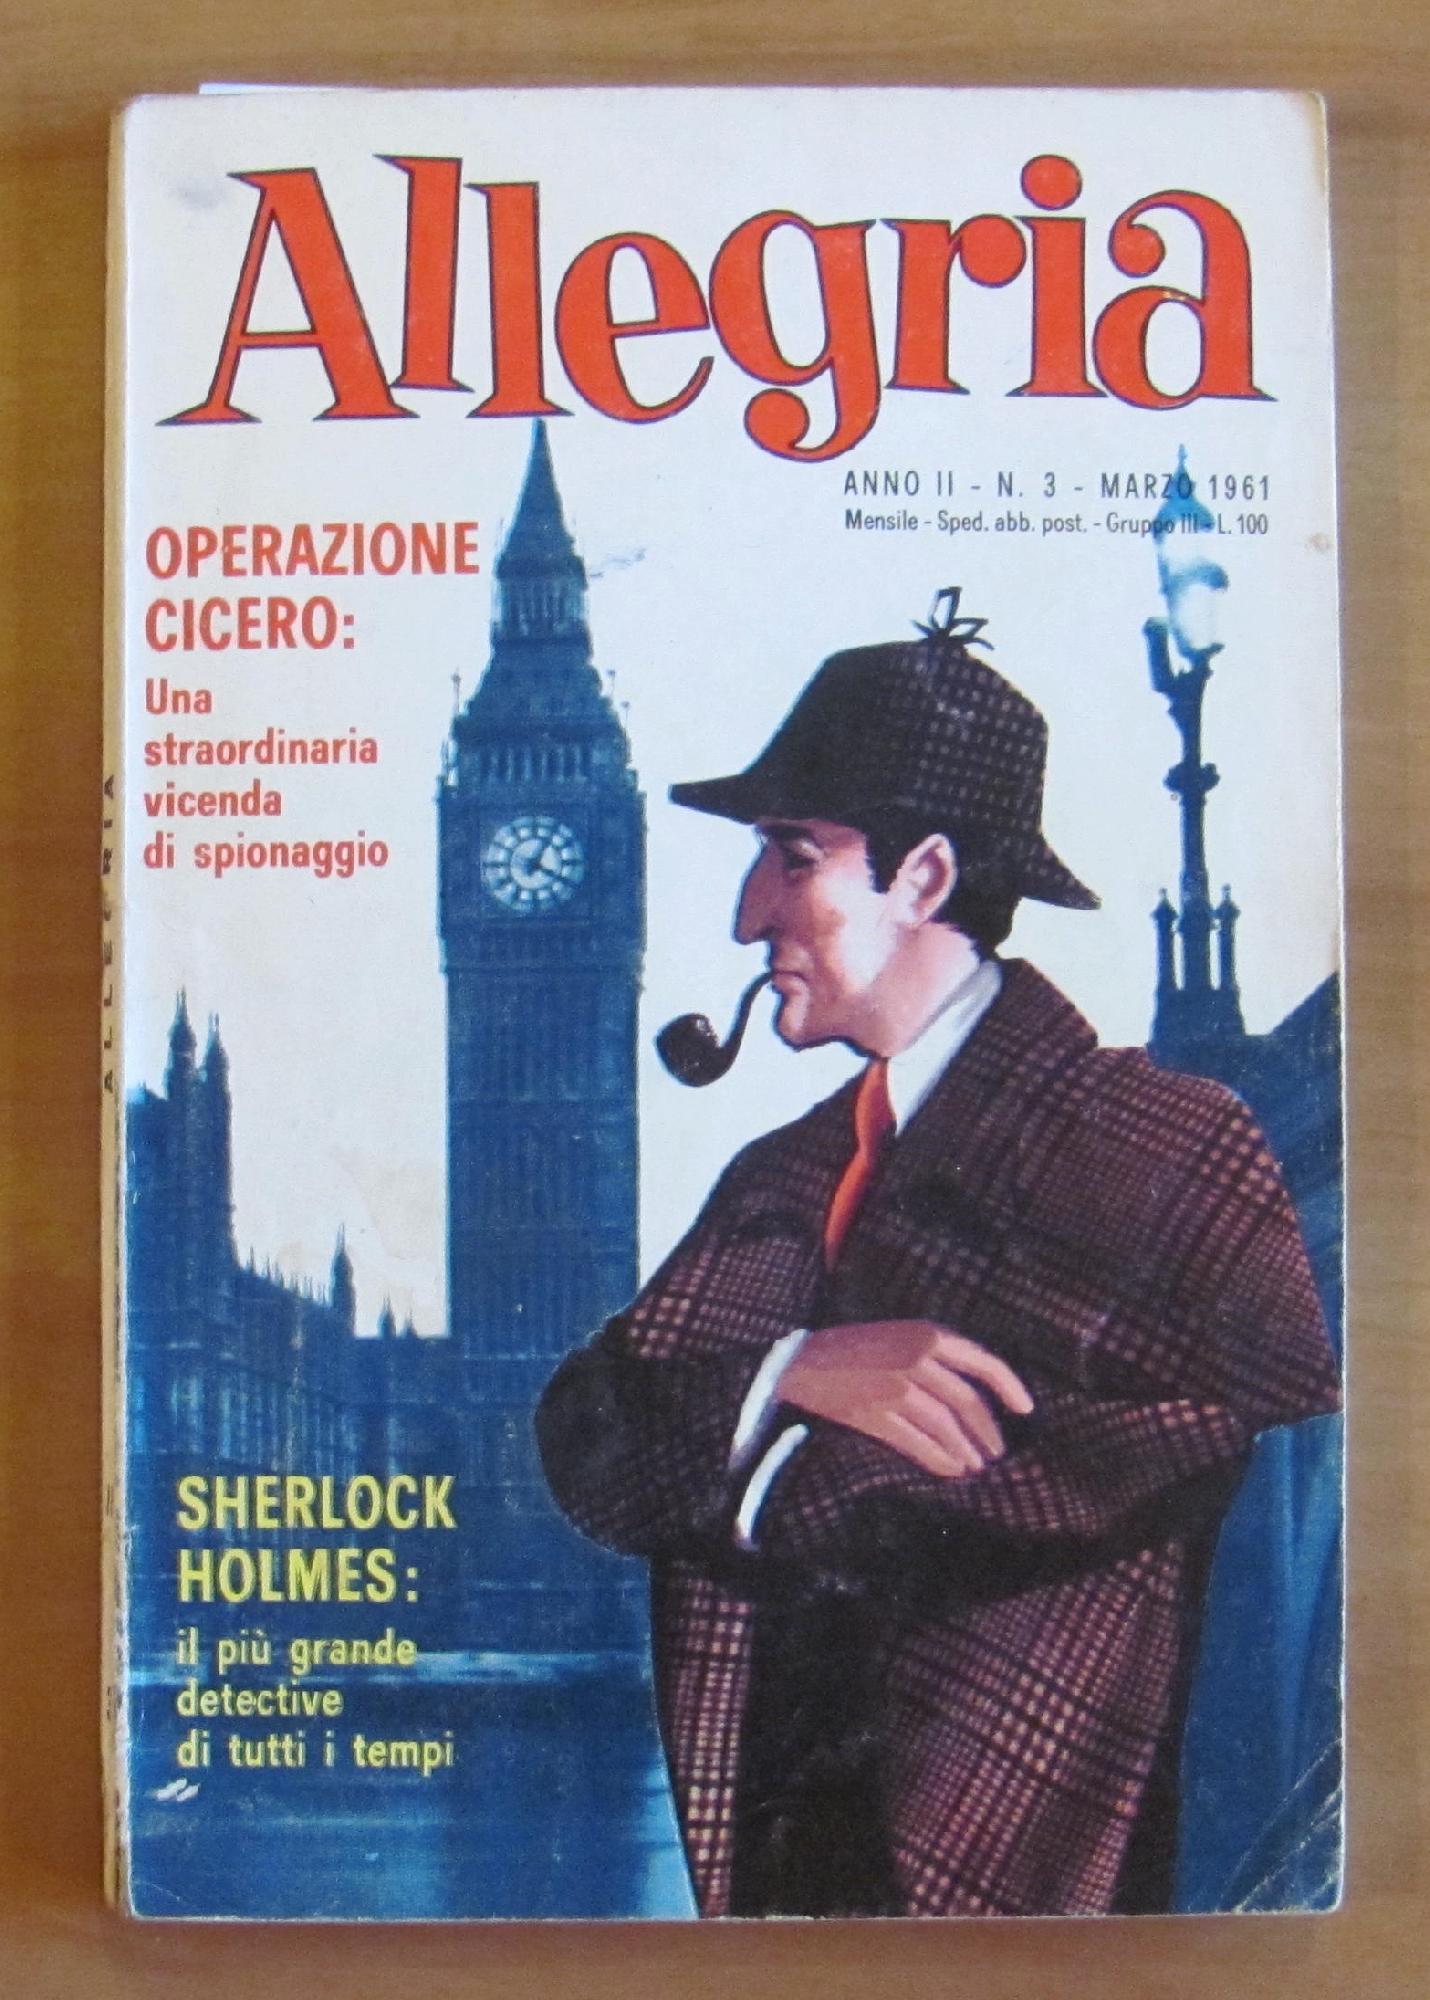 Allegria
ANNO II - N. 3 - MARZO 1961
Mensile - Sped. abb. post. - Gruppo III - L. 100
OPERAZIONE
CICERO:
Una
straordinaria
vicenda
di spionaggio
SHERLOCK
HOLMES:
il più grande
detective
di tutti i tempi
ALLEGRIA